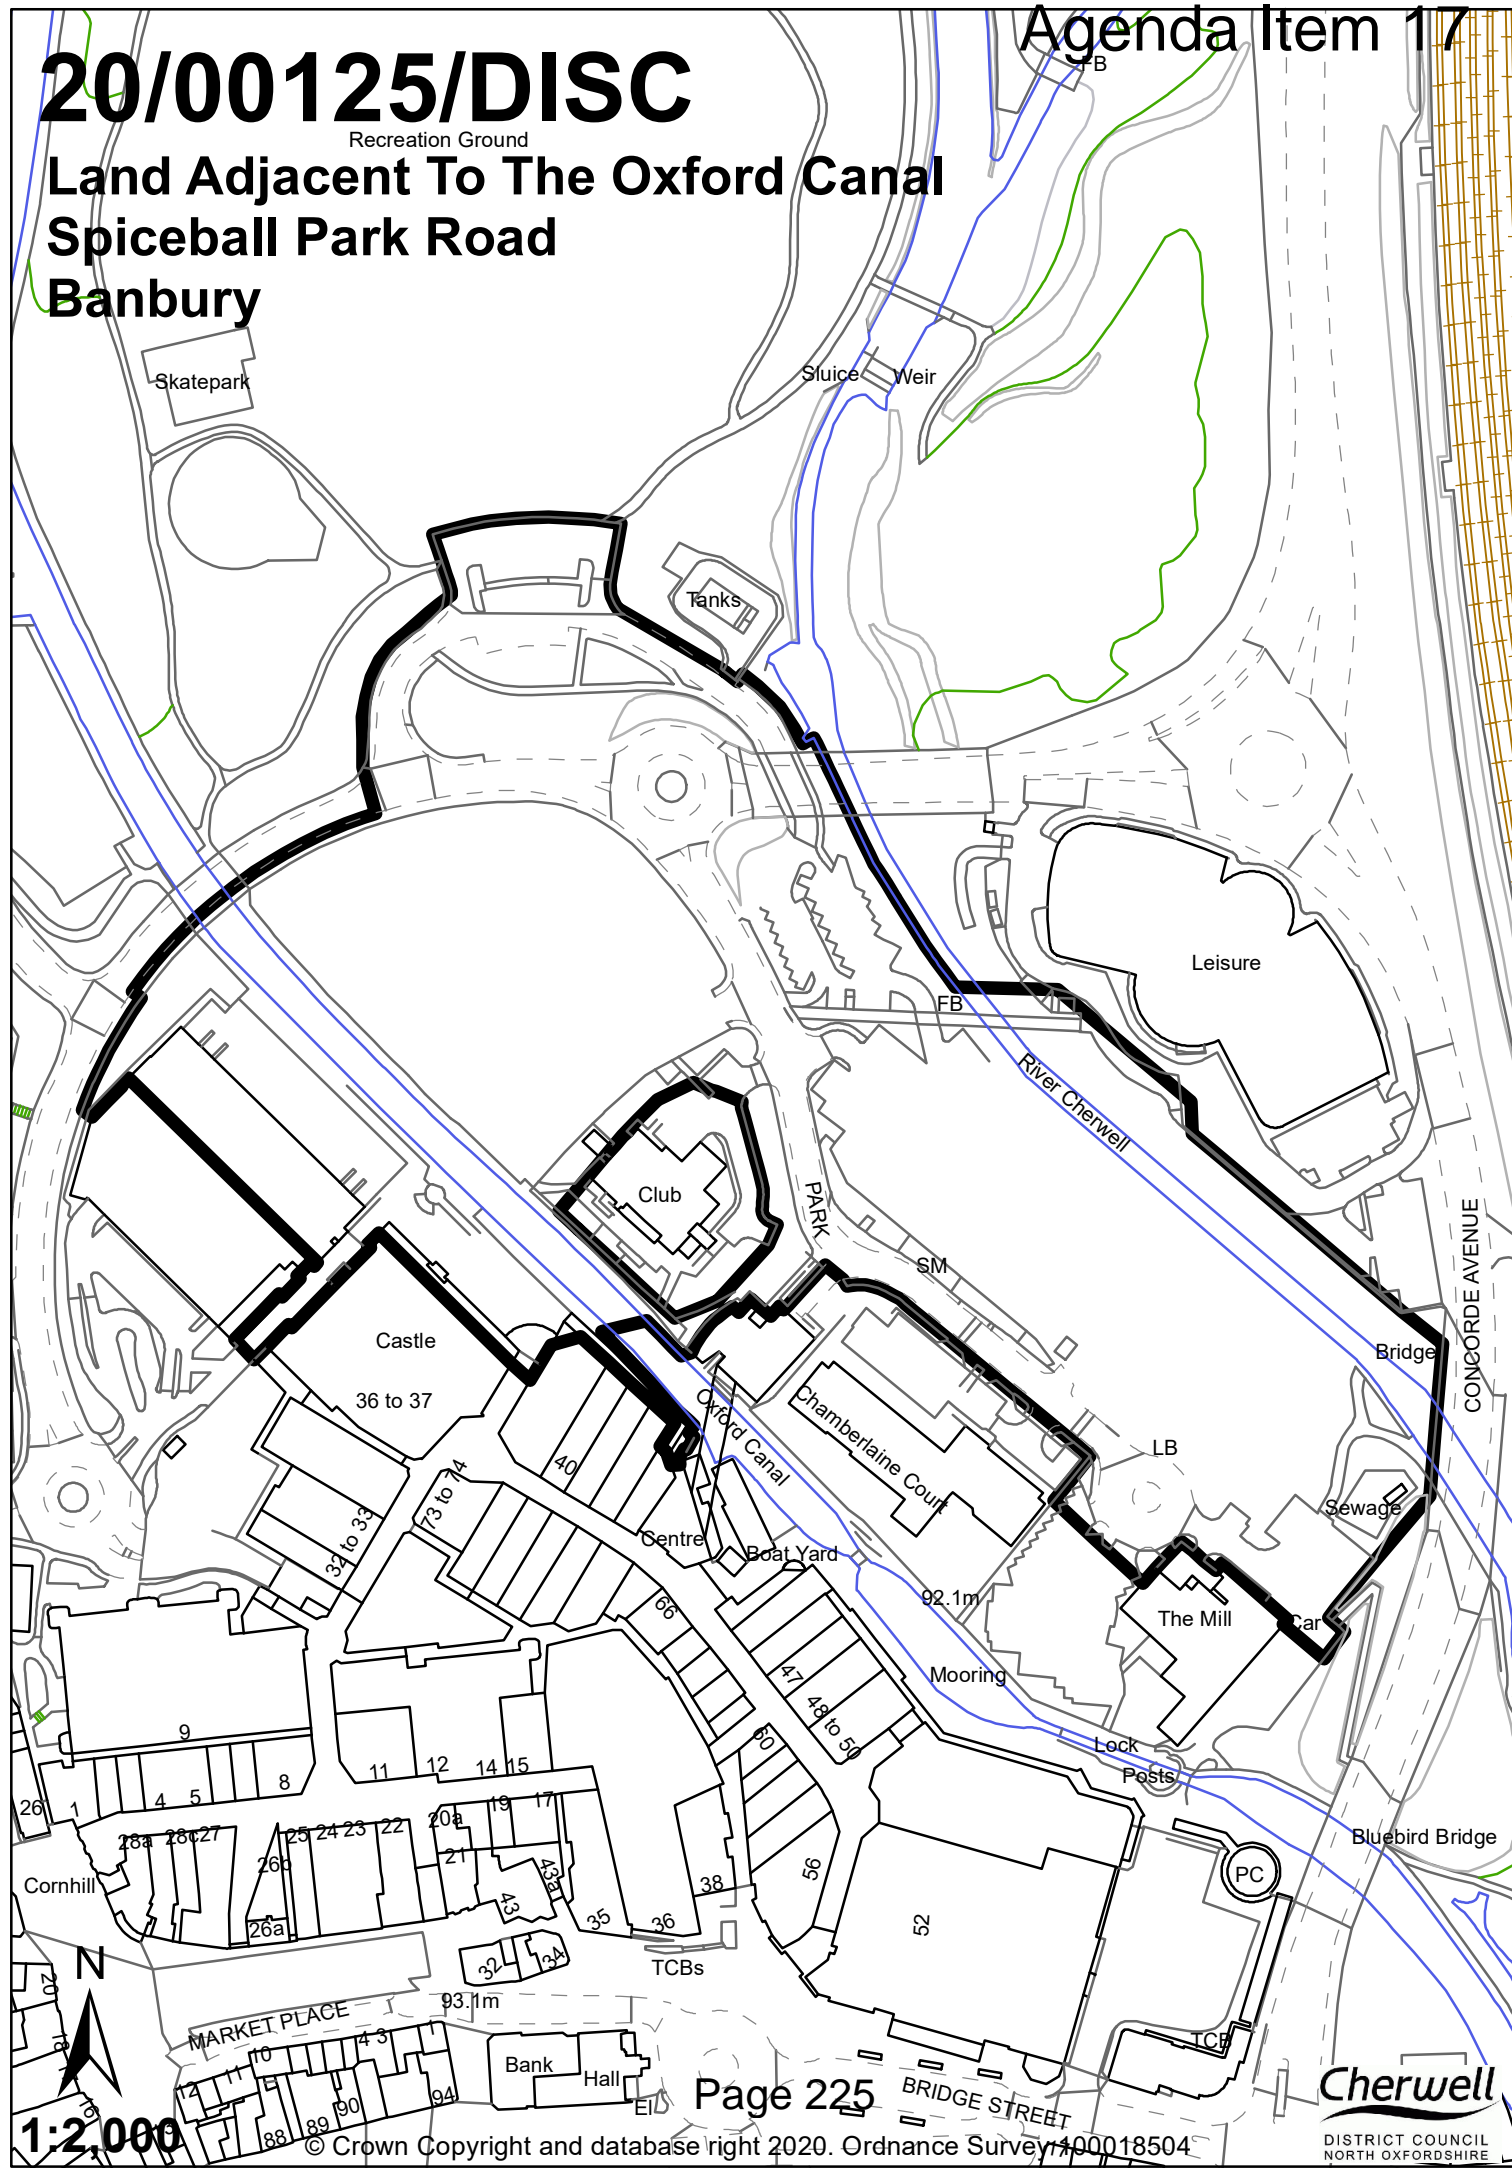 Agenda Item 17
20/00125/DISC
FB
Recreation Ground
Land Adjacent To The Oxford Canal
Spiceball Park Road
Banbury
Skatepark
Sluice
Weir
Tanks
Leisure
FB
River Cherwell
Club
PARK
SM
CONCORDE AVENUE
Castle
Bridge
36 to 37
Oxford Canal
Chamberlaine Court
LB
40
73 to 74
Sewage
32 to 33
Centre
Boat Yard
92.1m
66
The Mill
Car
Mooring
47
48 to 50
9
60
Lock
Posts
11
12
14
15
8
26
1
4
5
19
17
20a
28a
28c
27
25
24
23
22
Bluebird Bridge
21
26b
43a
56
PC
Cornhill
43
38
26a
35
36
52
N
32
34
TCBs
20
93.1m
MARKET PLACE
18
4
3
1
TCB
10
11
12
Bank
Hall
16
90
94
El
Page 225
BRIDGE STREET
88
89
Cherwell
DISTRICT COUNCIL
NORTH OXFORDSHIRE
1:2,000
© Crown Copyright and database right 2020. Ordnance Survey 100018504